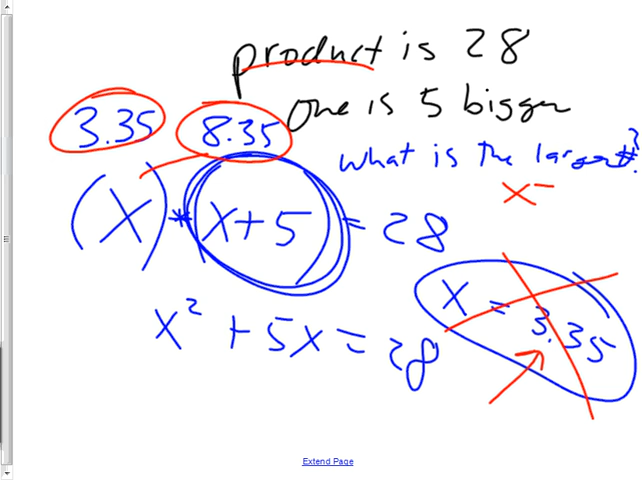 product is 28
one is 5 bigger
3.35 8.35
what is the larger #?
x-
(x) * (x+5) = 28
x = 3.35
x² + 5x = 28
Extend Page